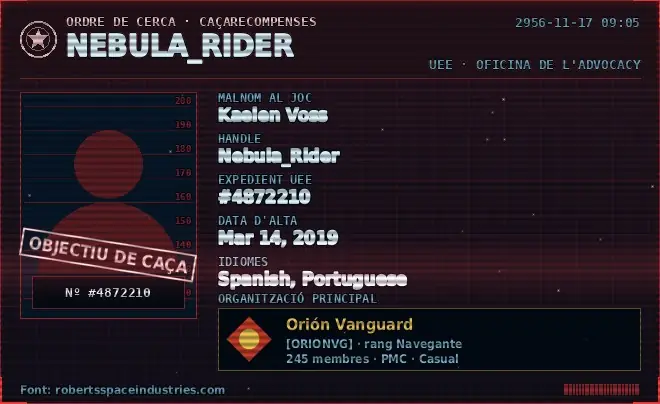 ORDRE DE CERCA · CAÇARECOMPENSES
2956-11-17 09:05
NEBULA_RIDER
UEE · OFICINA DE L'ADVOCACY
200
190
180
170
160
150
140
OBJECTIU DE CAÇA
Nº #4872210
MALNOM AL JOC
Kaelen Voss
HANDLE
Nebula_Rider
EXPEDIENT UEE
#4872210
DATA D'ALTA
Mar 14, 2019
IDIOMES
Spanish, Portuguese
ORGANITZACIÓ PRINCIPAL
Orión Vanguard
[ORIONVG] · rang Navegante
245 membres · PMC · Casual
Font: robertsspaceindustries.com